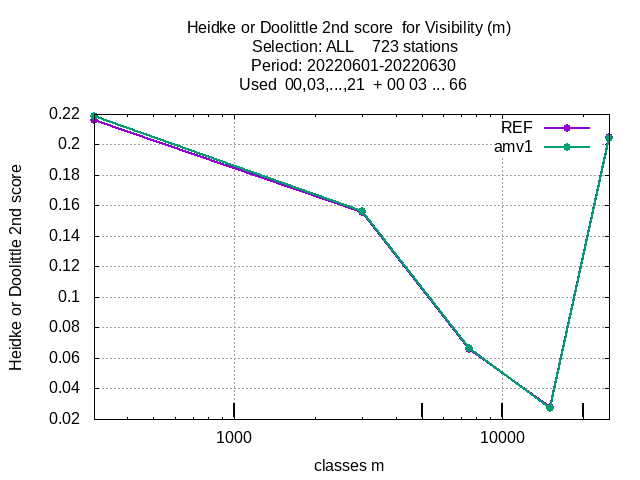 Heidke or Doolittle 2nd score  for Visibility (m)
Selection: ALL    723 stations
Period: 20220601-20220630
Used  00,03,...,21  + 00 03 ... 66
REF
amv1
Heidke or Doolittle 2nd score
0.22
0.2
0.18
0.16
0.14
0.12
0.1
0.08
0.06
0.04
0.02
1000
10000
classes m